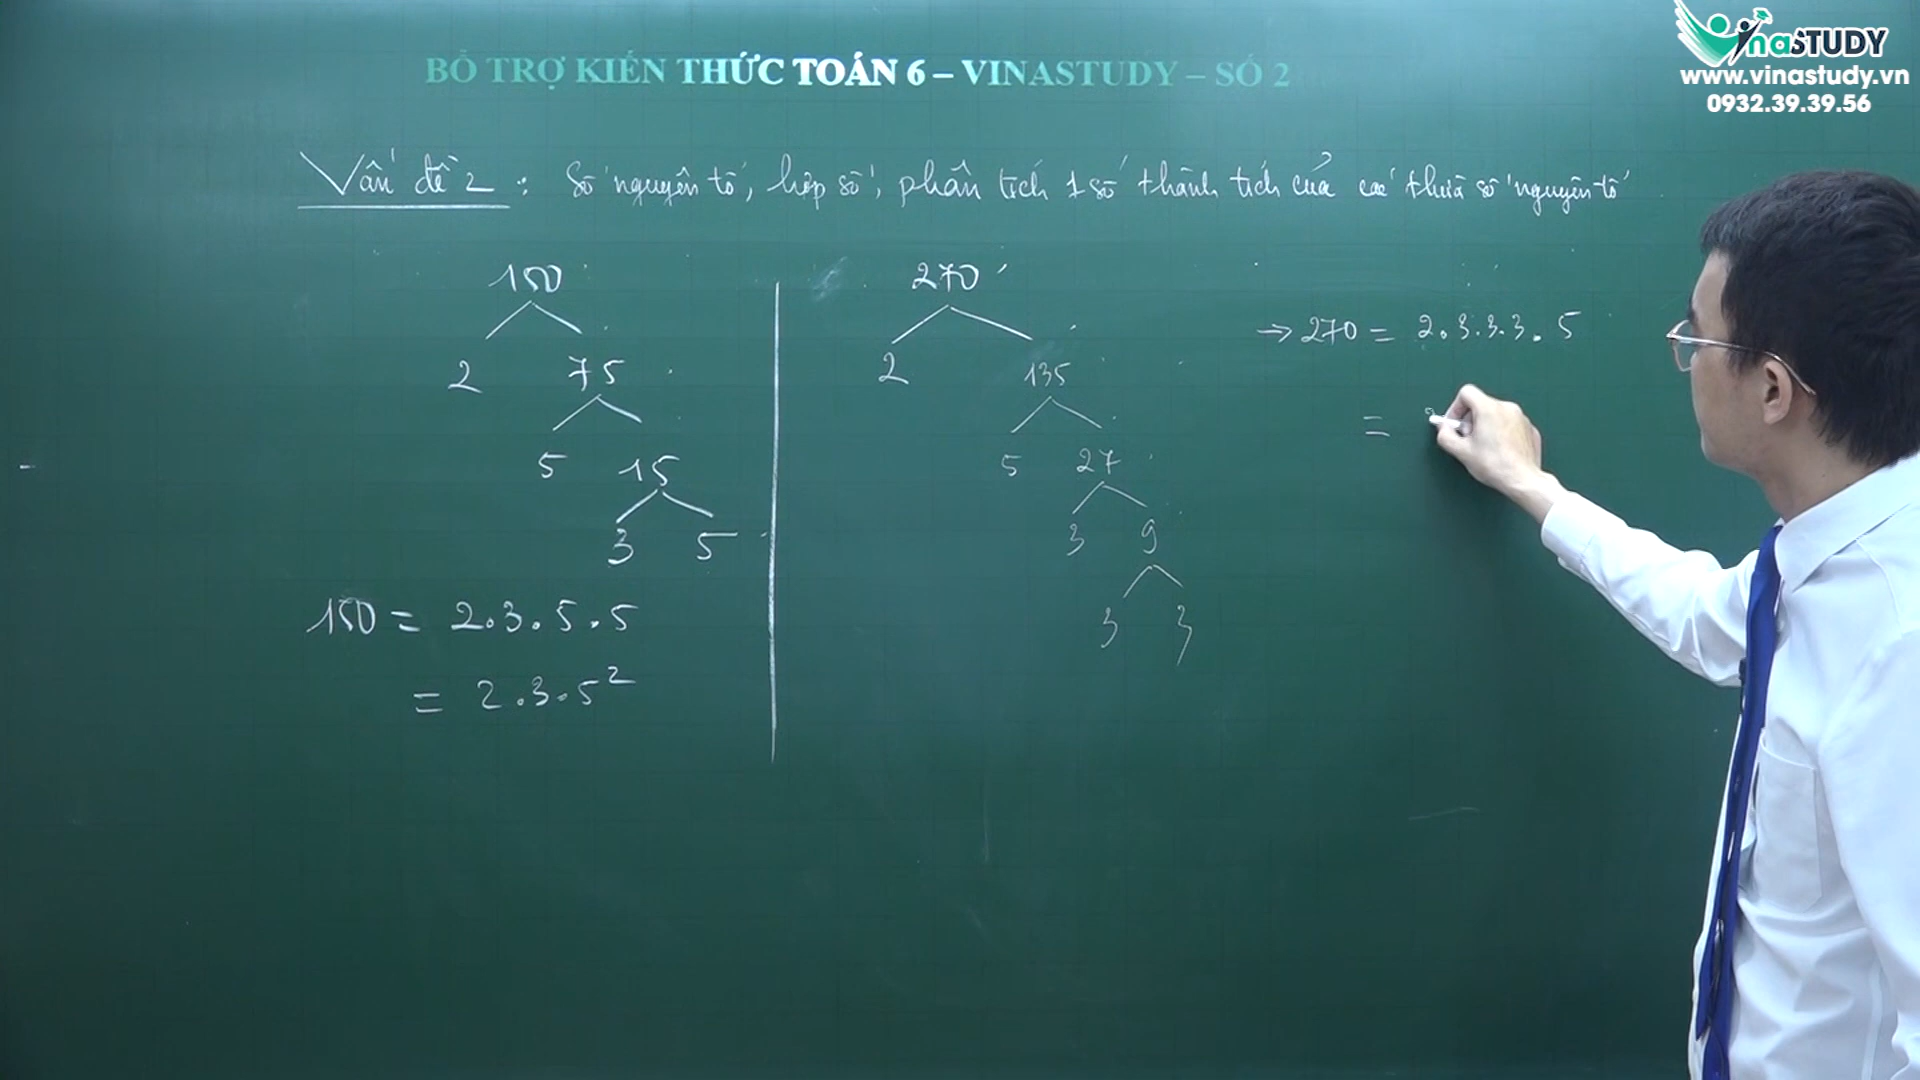 VinaSTUDY
www.vinastudy.vn
0932.39.39.56
BỔ TRỢ KIẾN THỨC TOÁN 6 – VINASTUDY – SỐ 2
Vấn đề 2 : Số nguyên tố, hợp số, phân tích 1 số thành tích của các thừa số nguyên tố
150
2 75
5 15
3 5
150 = 2.3.5.5
= 2.3.5²
270
2 135
5 27
3 9
3 3
→ 270 = 2.3.3.3.5
=